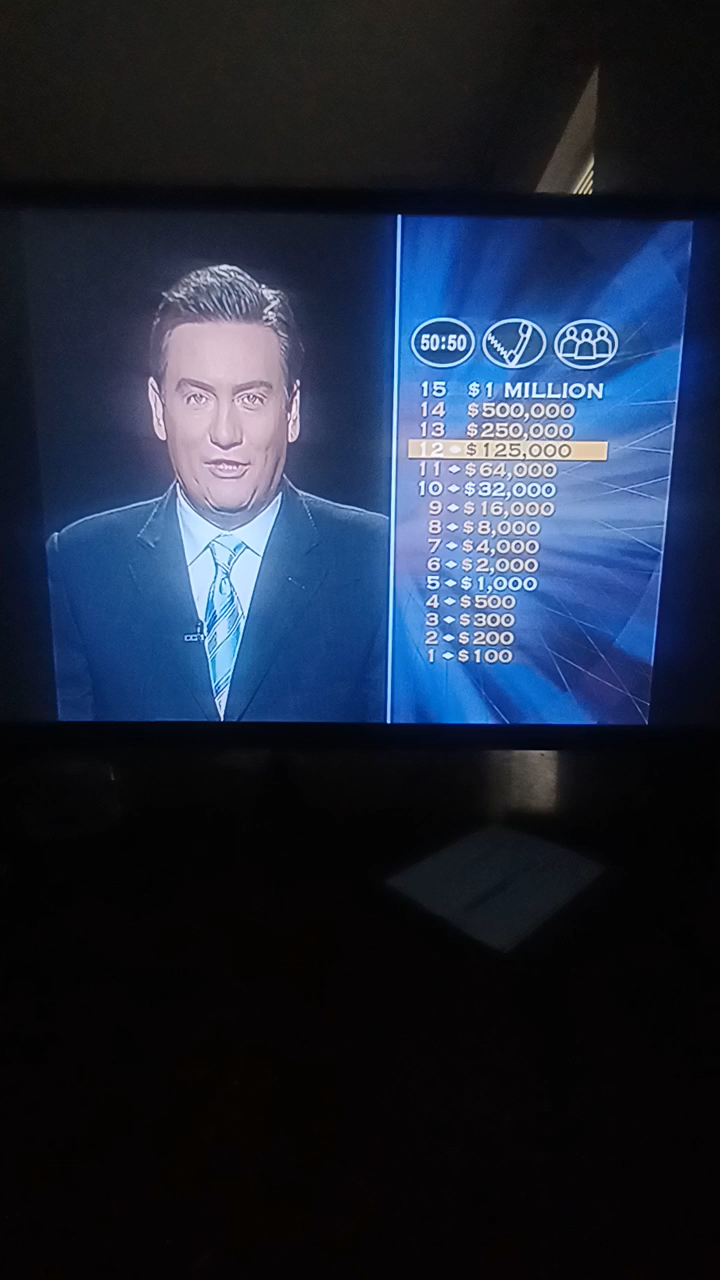 50:50
15 $1 MILLION
14 $500,000
13 $250,000
12 ◆ $125,000
11 ◆ $64,000
10 ◆ $32,000
9 ◆ $16,000
8 ◆ $8,000
7 ◆ $4,000
6 ◆ $2,000
5 ◆ $1,000
4 ◆ $500
3 ◆ $300
2 ◆ $200
1 ◆ $100